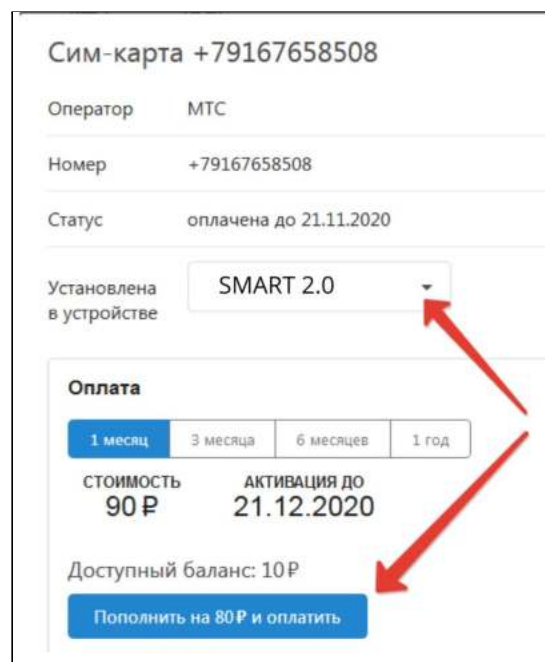 Сим-карта +79167658508
Оператор МТС
Номер +79167658508
Статус оплачена до 21.11.2020
Установлена
в устройстве
SMART 2.0
Оплата
1 месяц 3 месяца 6 месяцев 1 год
СТОИМОСТЬ АКТИВАЦИЯ ДО
90 ₽ 21.12.2020
Доступный баланс: 10 ₽
Пополнить на 80 ₽ и оплатить